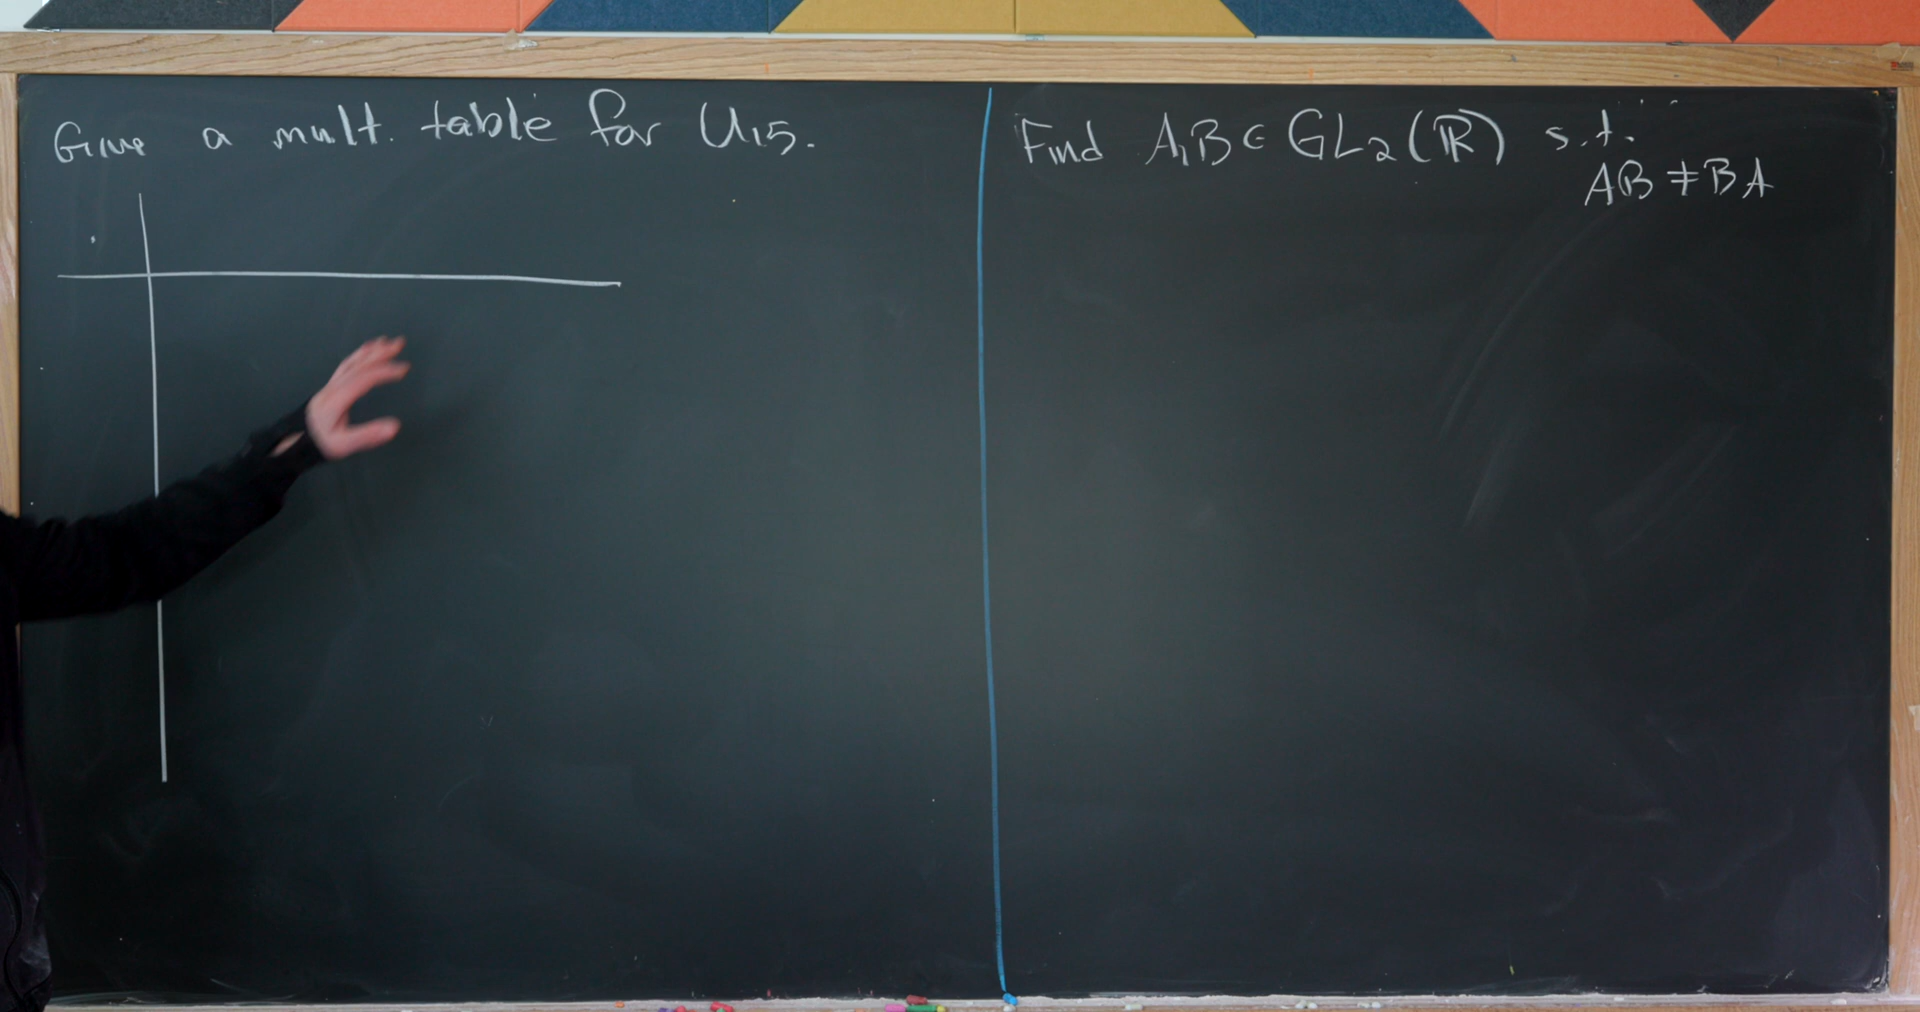 Give a mult. table for U₁₅.
·
Find A,B ∈ GL₂(ℝ) s.t.
AB ≠ BA